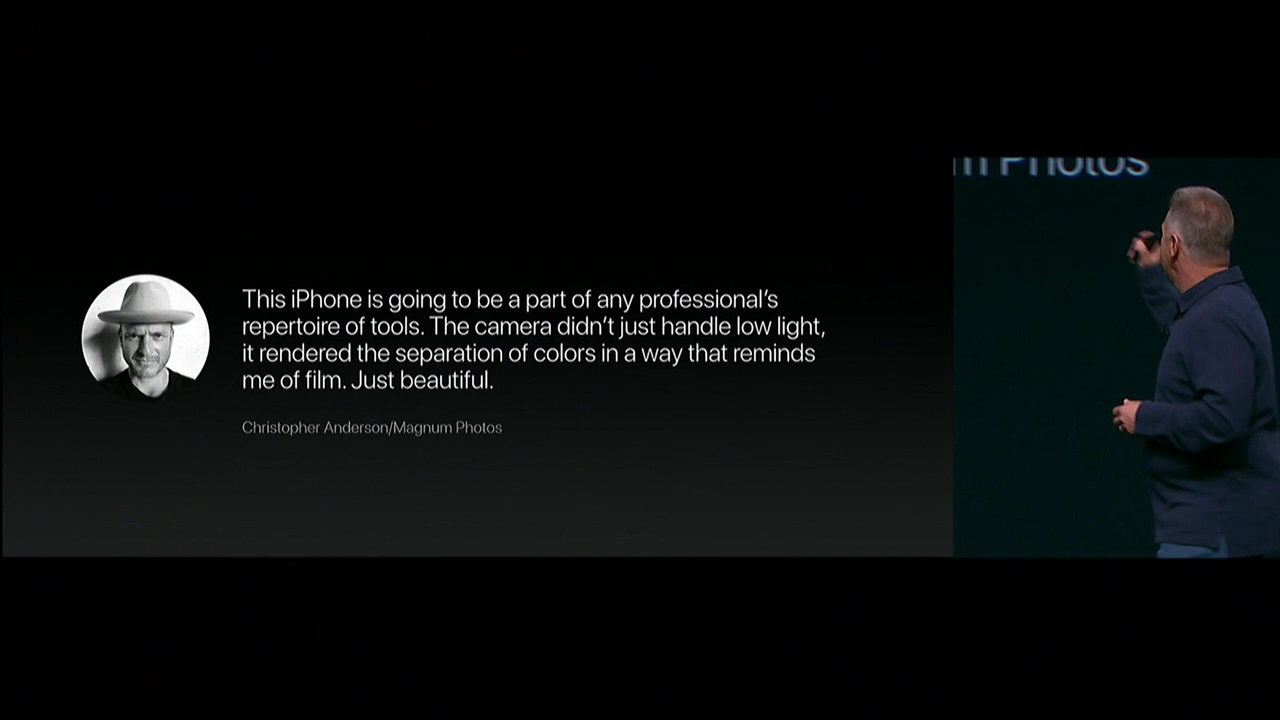 This iPhone is going to be a part of any professional’s
repertoire of tools. The camera didn’t just handle low light,
it rendered the separation of colors in a way that reminds
me of film. Just beautiful.
Christopher Anderson/Magnum Photos
Photos